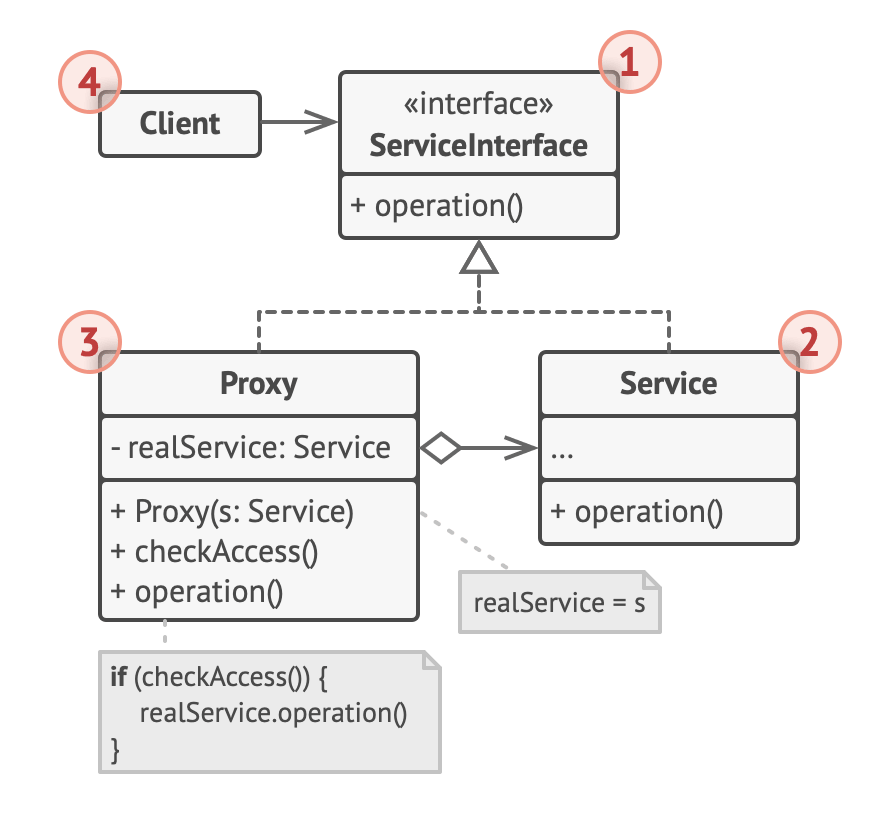 4
Client
1
«interface»
ServiceInterface
+ operation()
3
Proxy
- realService: Service
+ Proxy(s: Service)
+ checkAccess()
+ operation()
2
Service
...
+ operation()
realService = s
if (checkAccess()) {
realService.operation()
}